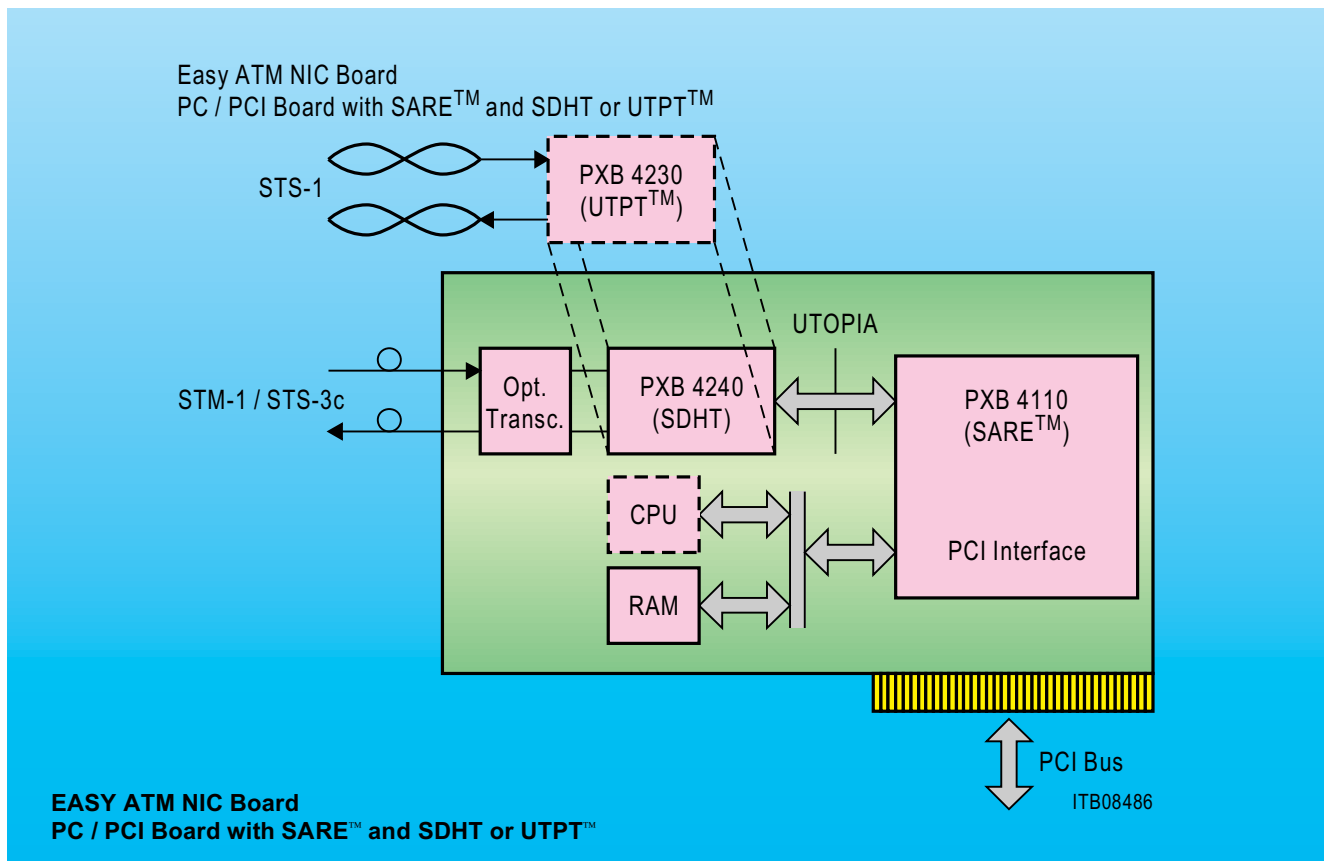 Easy ATM NIC Board
PC / PCI Board with SARE™ and SDHT or UTPT™
STS-1
PXB 4230
(UTPT™)
UTOPIA
STM-1 / STS-3c
Opt.
Transc.
PXB 4240
(SDHT)
PXB 4110
(SARE™)
CPU
PCI Interface
RAM
PCI Bus
ITB08486
EASY ATM NIC Board
PC / PCI Board with SARE™ and SDHT or UTPT™